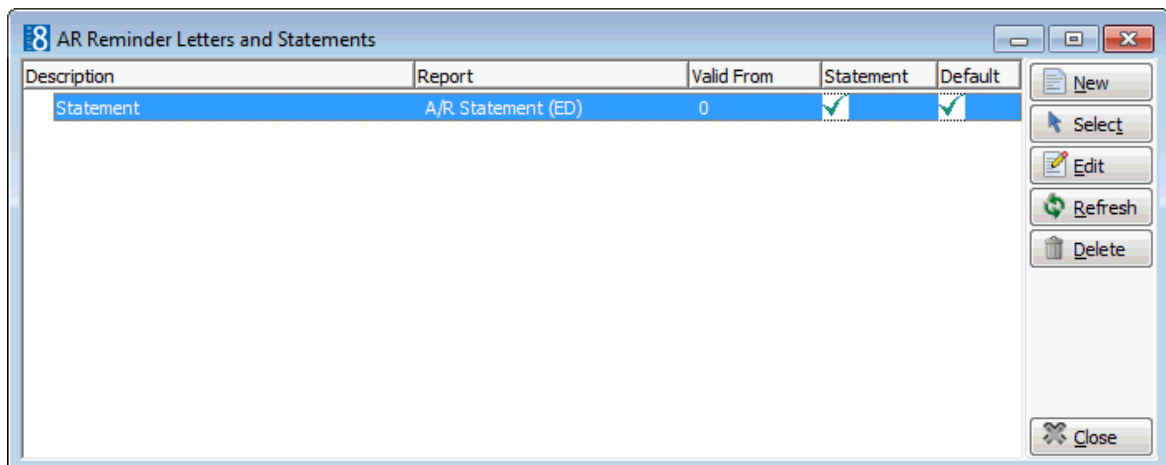 8 AR Reminder Letters and Statements
Description Report Valid From Statement Default
Statement A/R Statement (ED) 0
New
Select
Edit
Refresh
Delete
Close